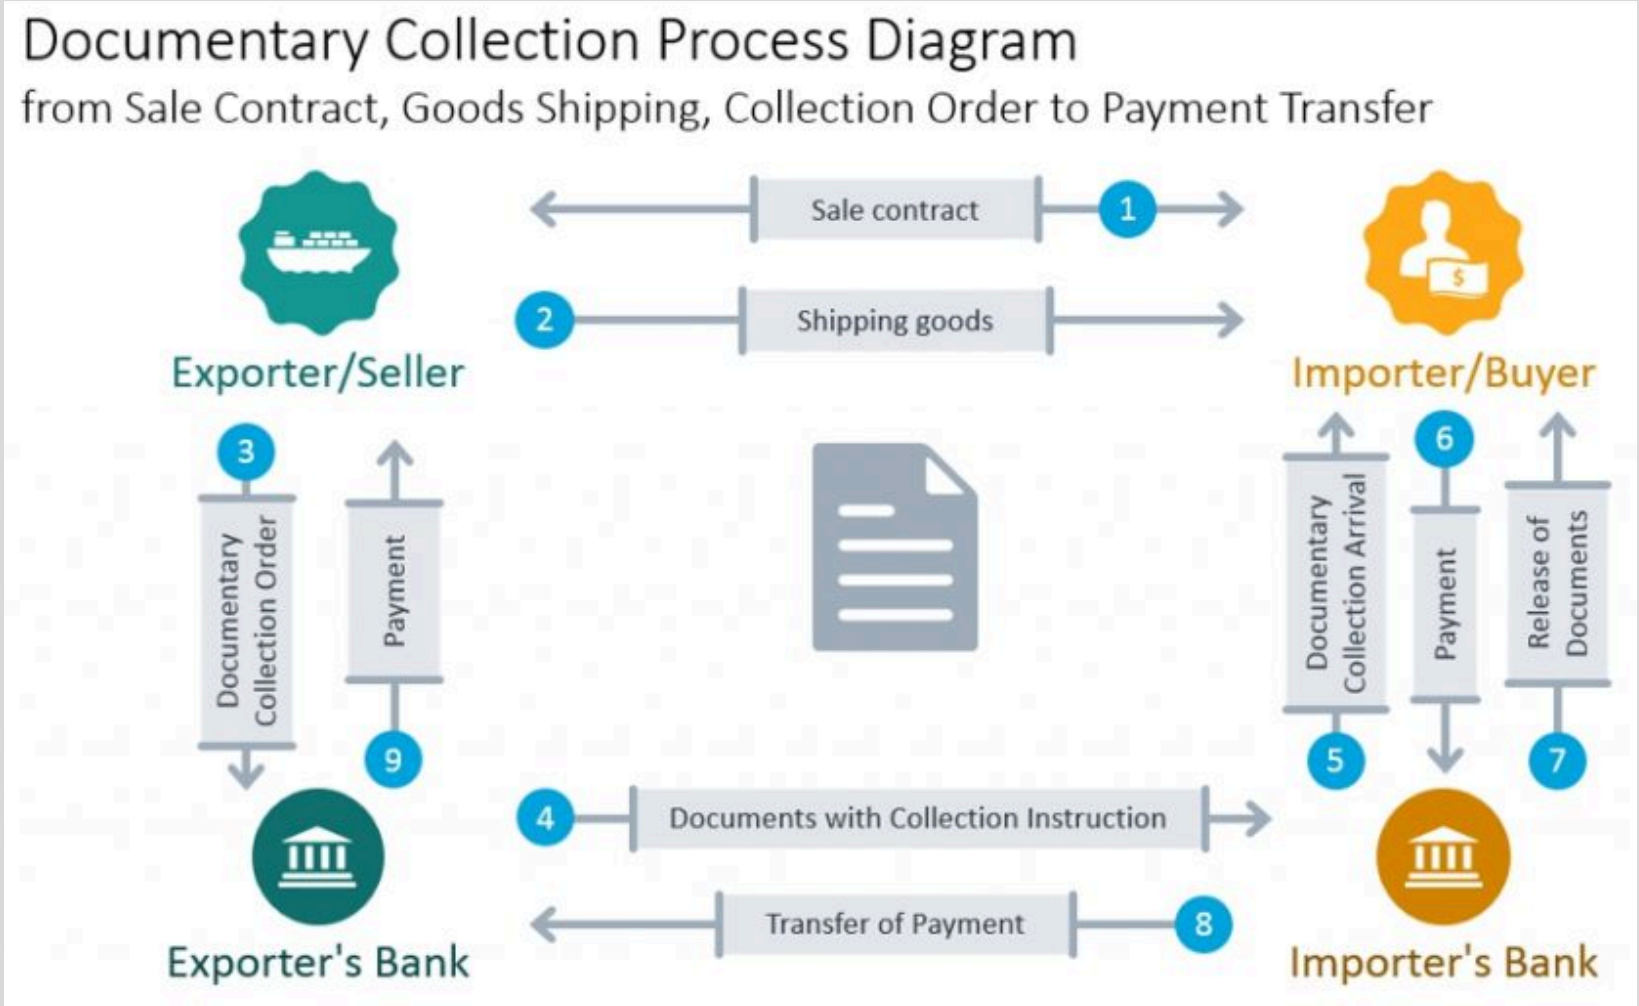 Documentary Collection Process Diagram
from Sale Contract, Goods Shipping, Collection Order to Payment Transfer
Sale contract
1
2
Shipping goods
$
Exporter/Seller
Importer/Buyer
3
Documentary
Collection Order
Payment
9
Documentary
Collection Arrival
5
6
Payment
Release of
Documents
7
4
Documents with Collection Instruction
Transfer of Payment
8
Exporter's Bank
Importer's Bank